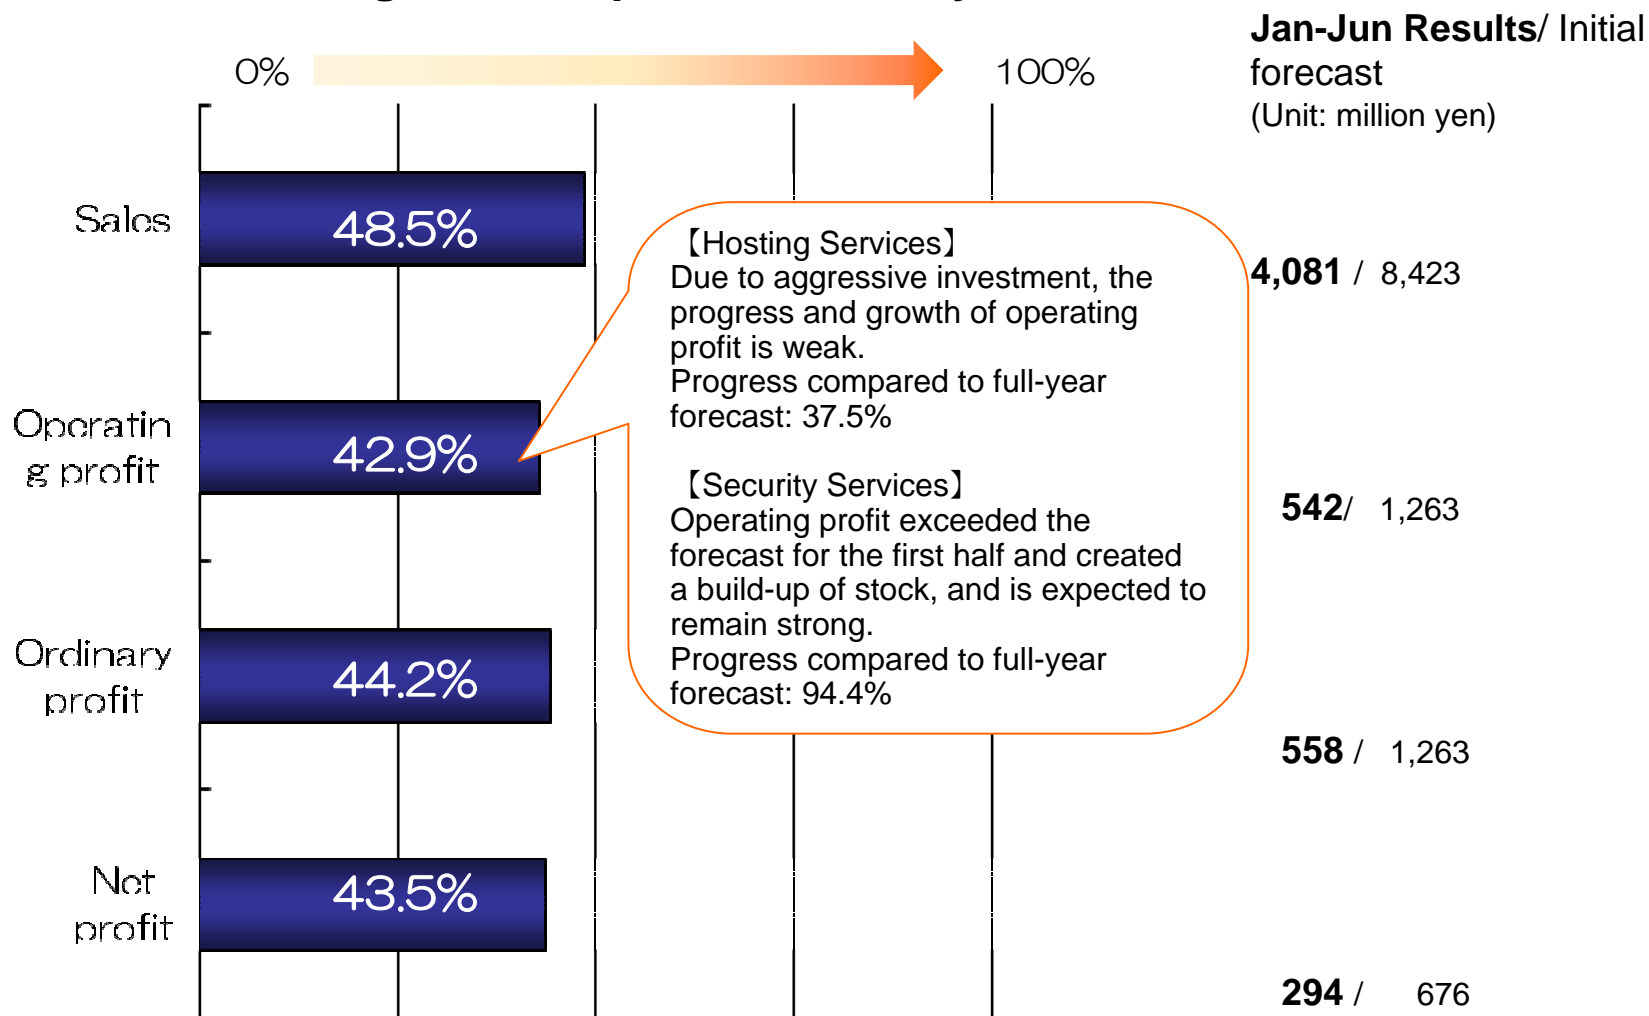 Jan-Jun Results/ Initial
forecast
(Unit: million yen)
0%
100%
Sales
48.5%
4,081 / 8,423
Operatin
g profit
42.9%
542/ 1,263
Ordinary
profit
44.2%
558 / 1,263
Net
profit
43.5%
294 / 676
【Hosting Services】
Due to aggressive investment, the
progress and growth of operating
profit is weak.
Progress compared to full-year
forecast: 37.5%
【Security Services】
Operating profit exceeded the
forecast for the first half and created
a build-up of stock, and is expected to
remain strong.
Progress compared to full-year
forecast: 94.4%